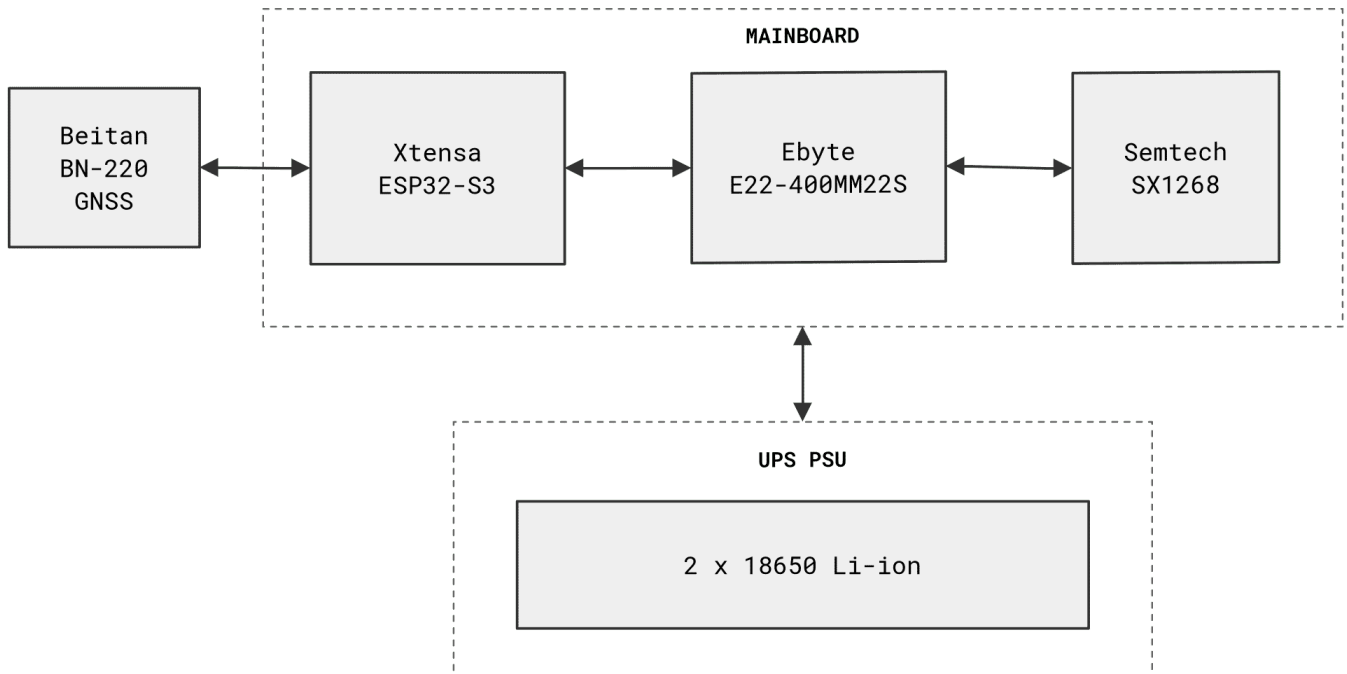 MAINBOARD
Beitan
BN-220
GNSS
Xtensa
ESP32-S3
Ebyte
E22-400MM22S
Semtech
SX1268
UPS PSU
2 x 18650 Li-ion